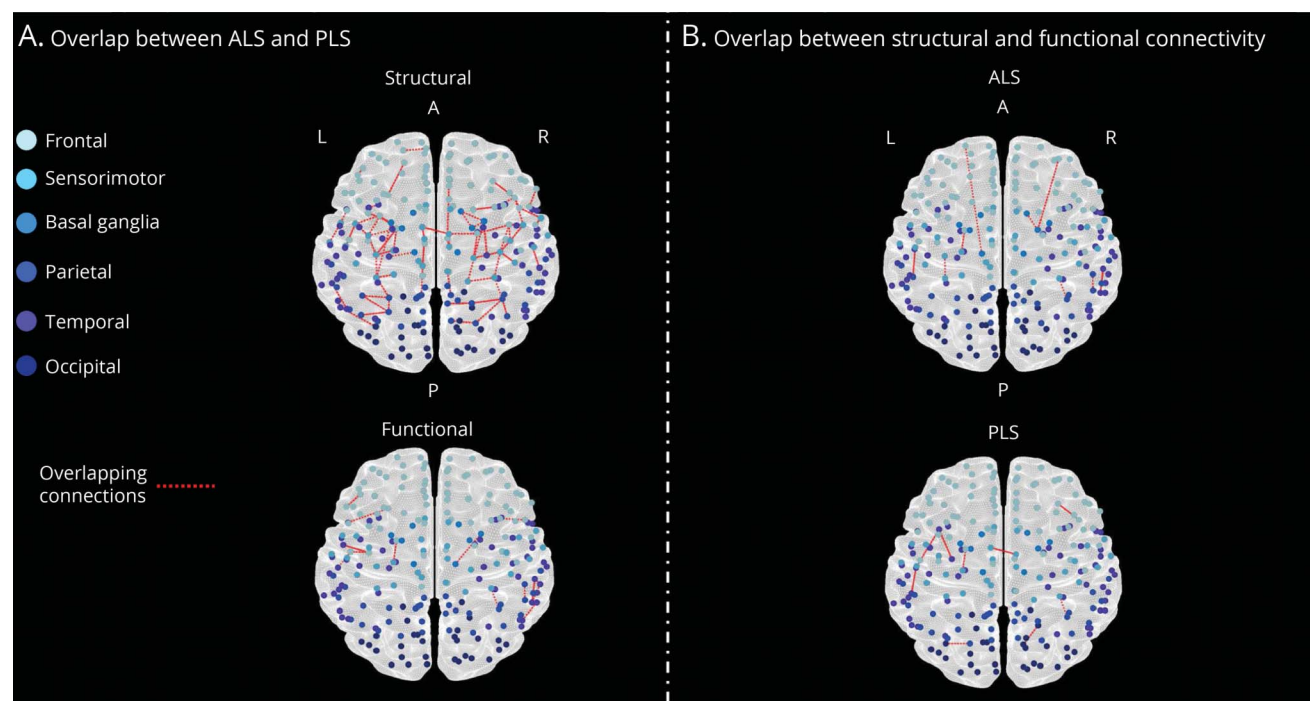 A. Overlap between ALS and PLS
Structural
A
L
R
Frontal
Sensorimotor
Basal ganglia
Parietal
Temporal
Occipital
P
Functional
Overlapping
connections
B. Overlap between structural and functional connectivity
ALS
A
L
R
P
PLS